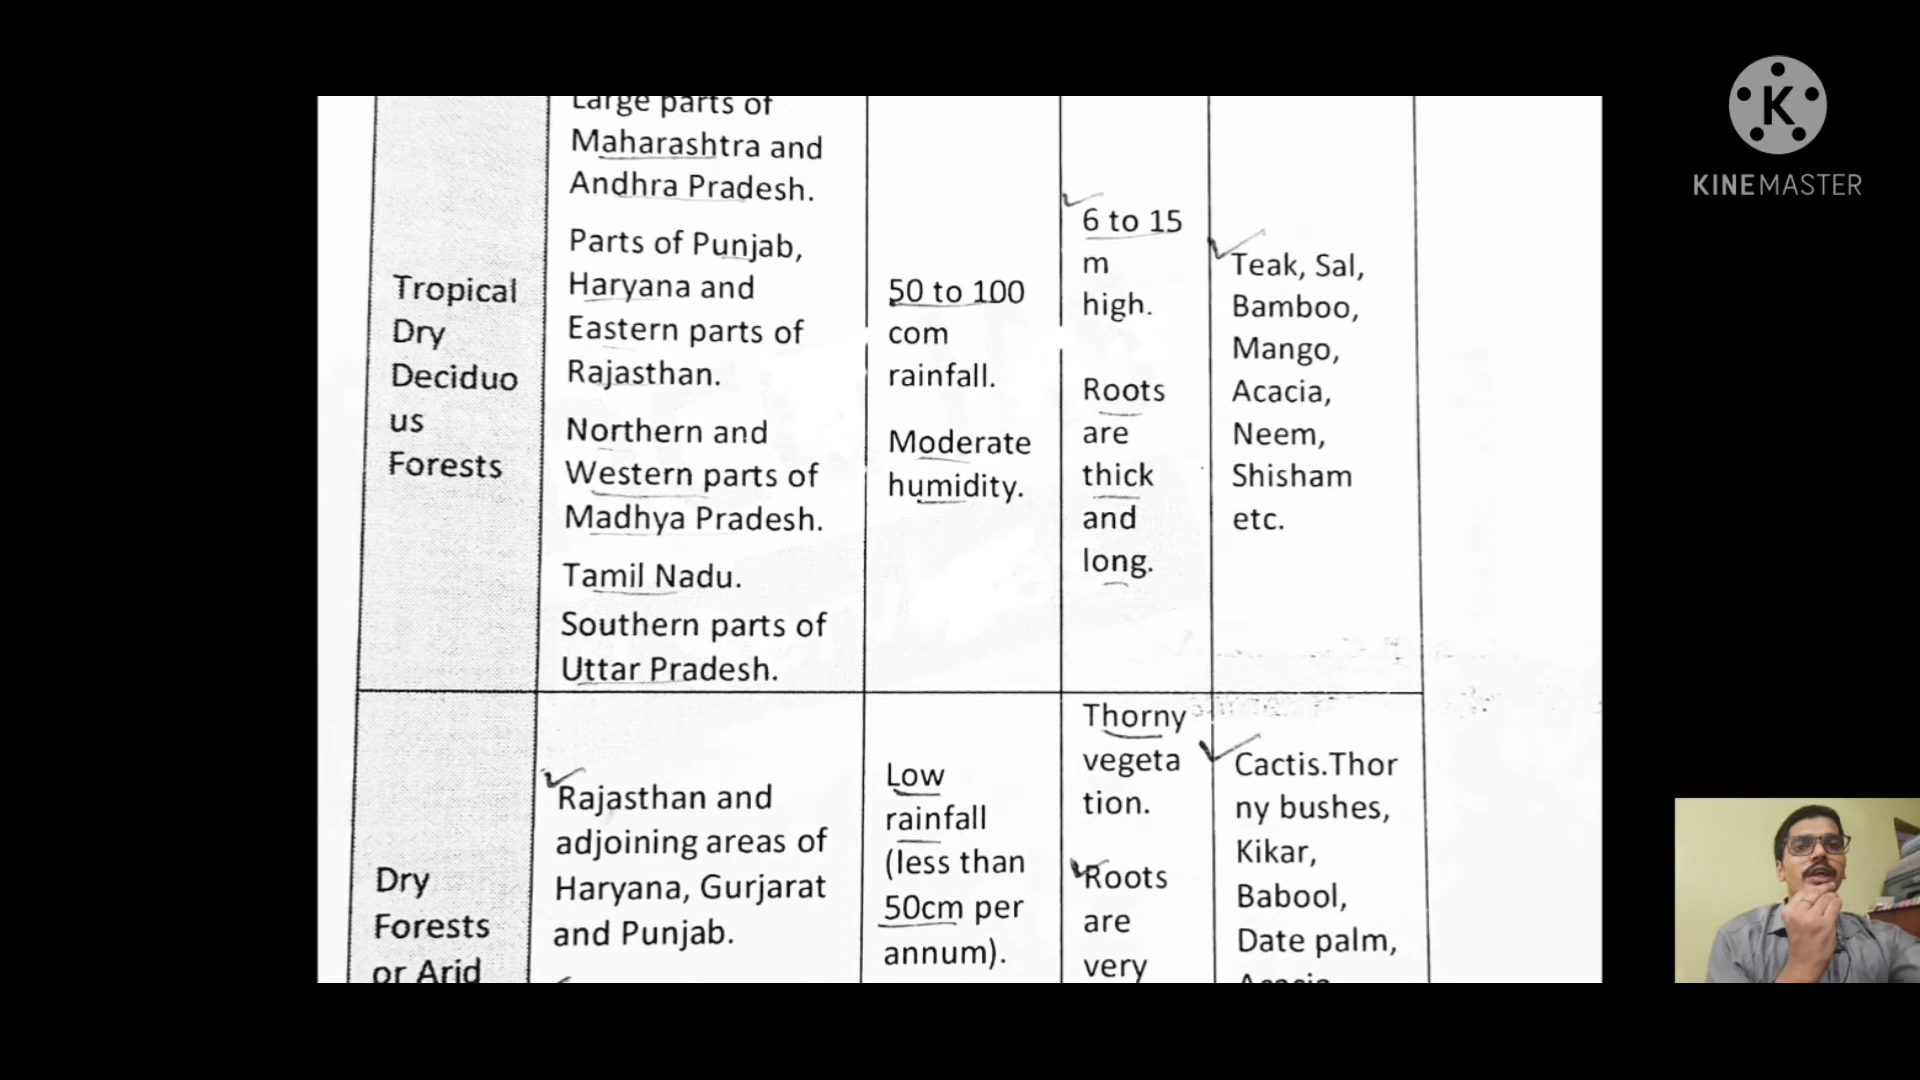 Large parts of
Maharashtra and
Andhra Pradesh.
Parts of Punjab,
Haryana and
Eastern parts of
Rajasthan.
Northern and
Western parts of
Madhya Pradesh.
Tamil Nadu.
Southern parts of
Uttar Pradesh.
Tropical
Dry
Deciduo
us
Forests
50 to 100
com
rainfall.
Moderate
humidity.
6 to 15
m
high.
Roots
are
thick
and
long.
Teak, Sal,
Bamboo,
Mango,
Acacia,
Neem,
Shisham
etc.
Dry
Forests
or Arid
Rajasthan and
adjoining areas of
Haryana, Gurjarat
and Punjab.
Low
rainfall
(less than
50cm per
annum).
Thorny
vegeta
tion.
Roots
are
very
Cactis.Thor
ny bushes,
Kikar,
Babool,
Date palm,
Acacia
K
KINEMASTER